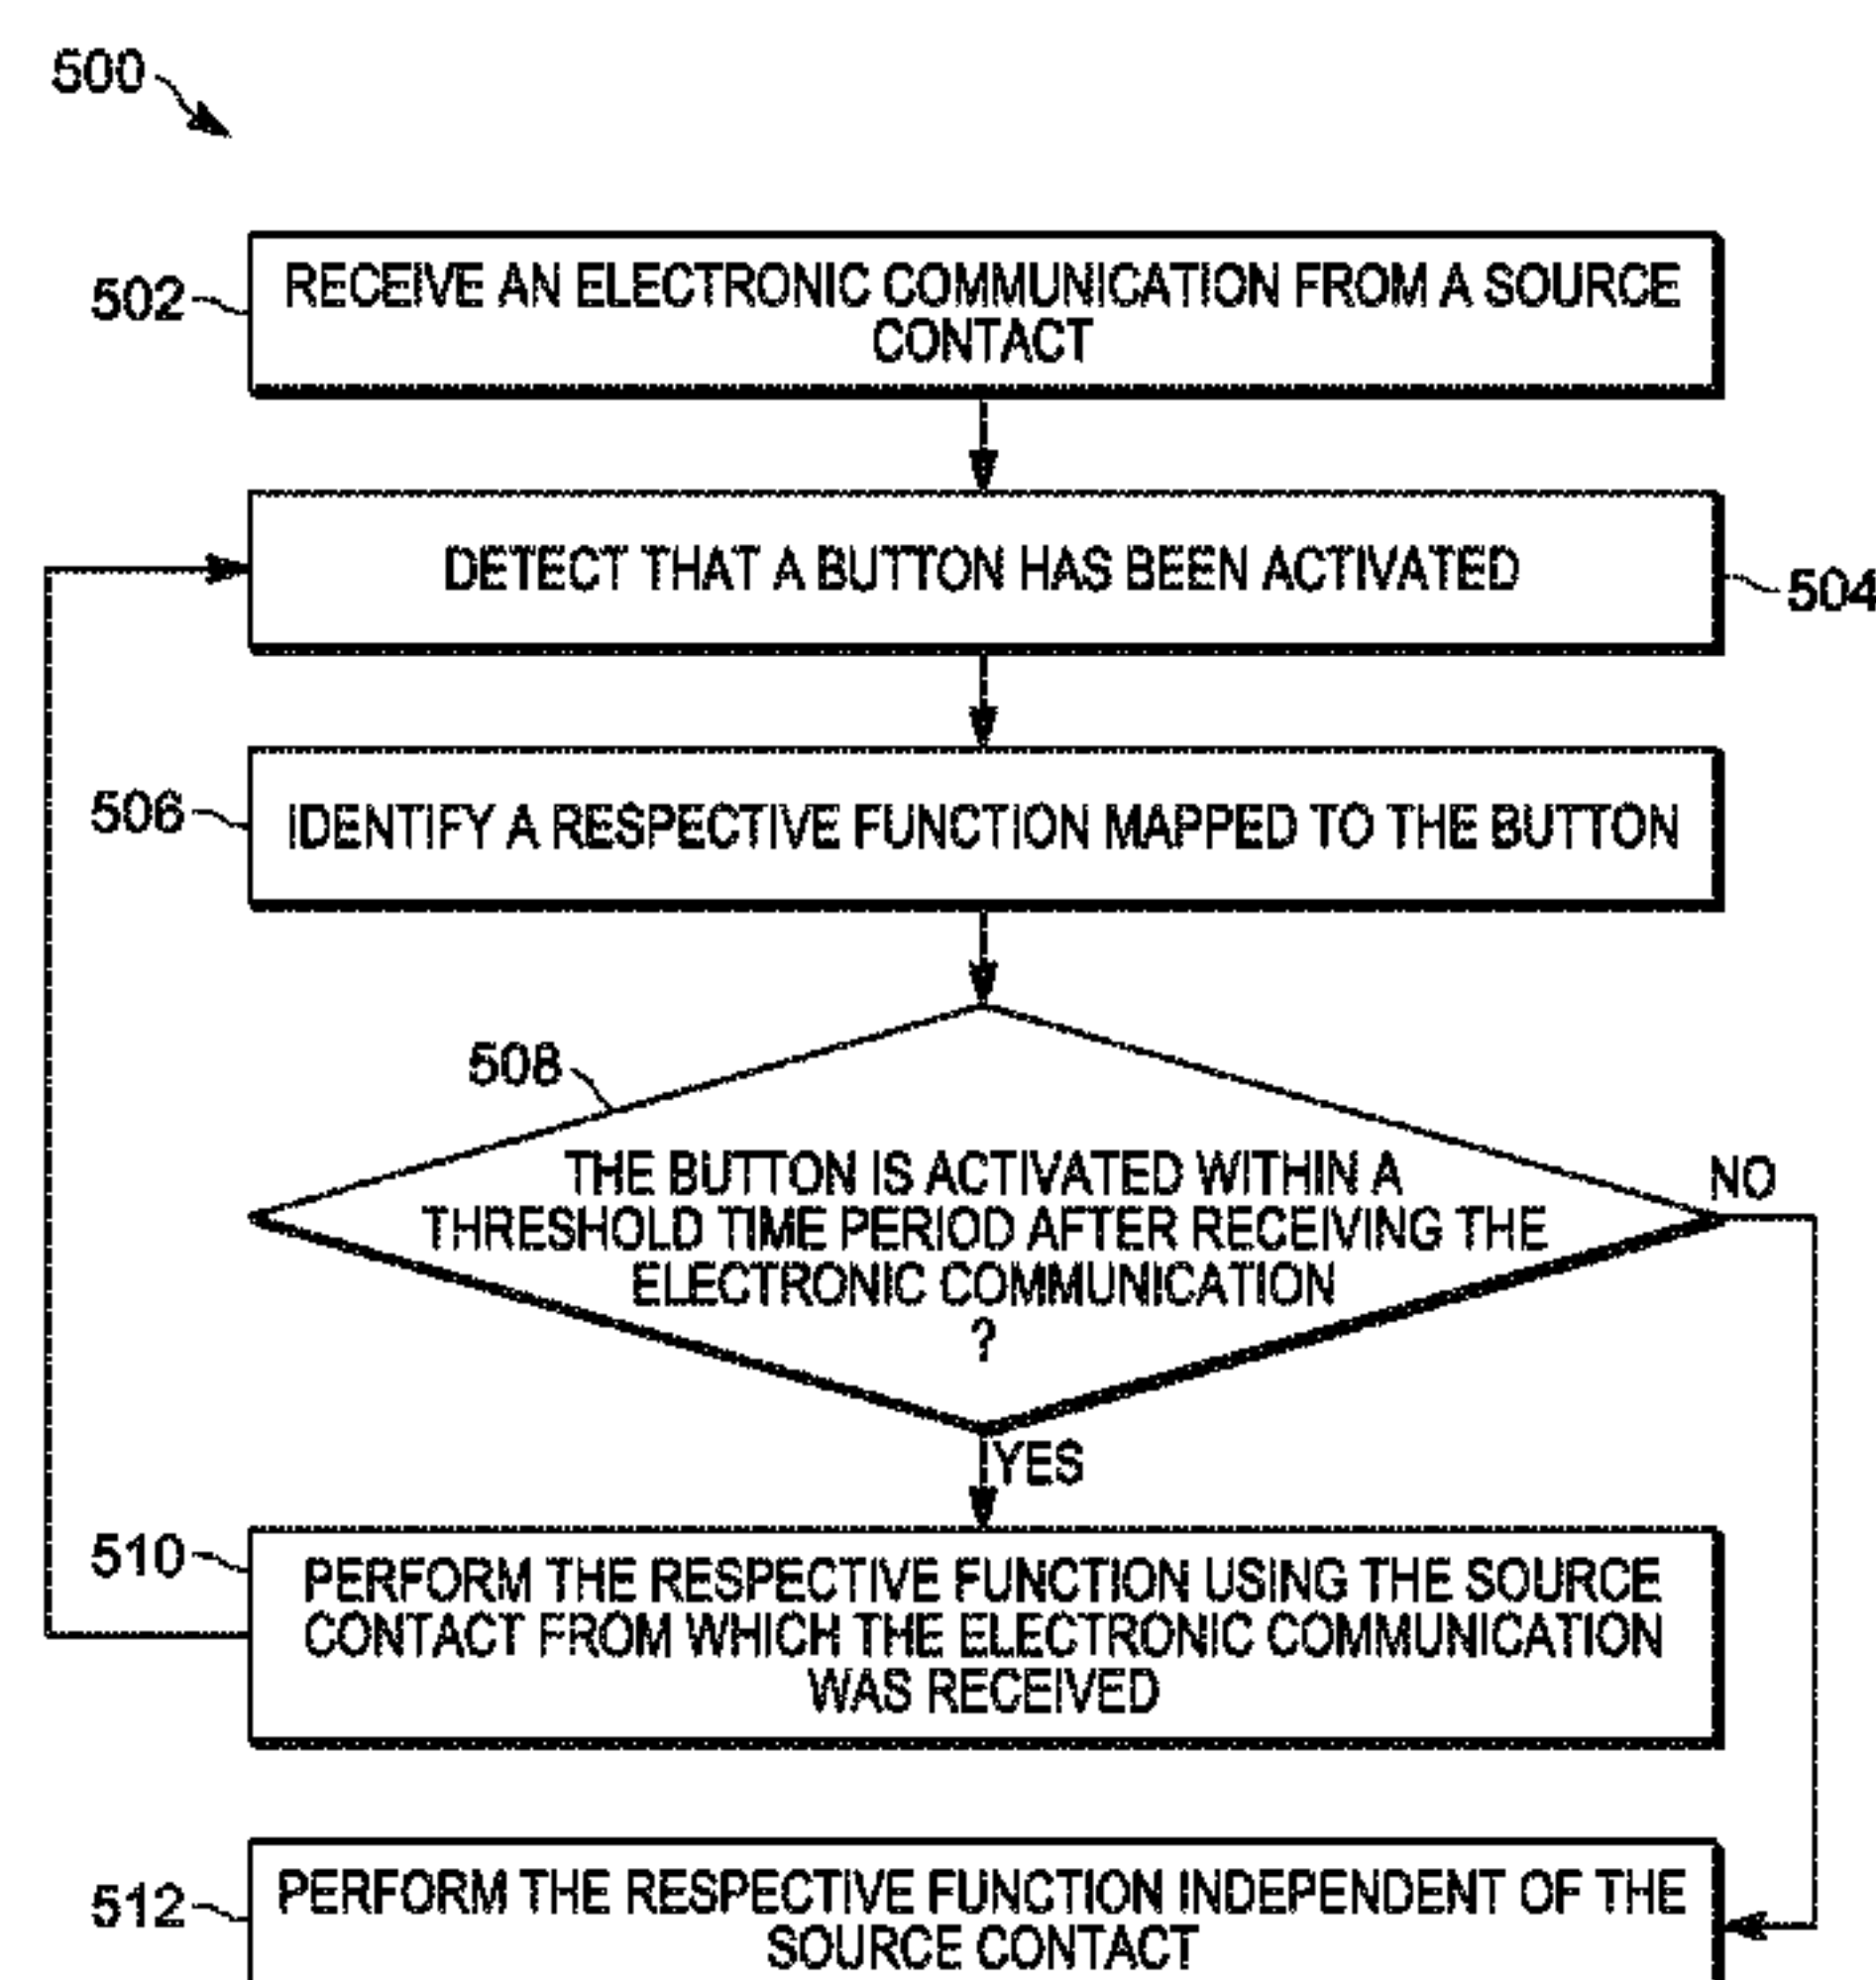 500
502
RECEIVE AN ELECTRONIC COMMUNICATION FROM A SOURCE
CONTACT
DETECT THAT A BUTTON HAS BEEN ACTIVATED
504
506
IDENTIFY A RESPECTIVE FUNCTION MAPPED TO THE BUTTON
508
THE BUTTON IS ACTIVATED WITHIN A
THRESHOLD TIME PERIOD AFTER RECEIVING THE
ELECTRONIC COMMUNICATION
?
NO
YES
510
PERFORM THE RESPECTIVE FUNCTION USING THE SOURCE
CONTACT FROM WHICH THE ELECTRONIC COMMUNICATION
WAS RECEIVED
512
PERFORM THE RESPECTIVE FUNCTION INDEPENDENT OF THE
SOURCE CONTACT